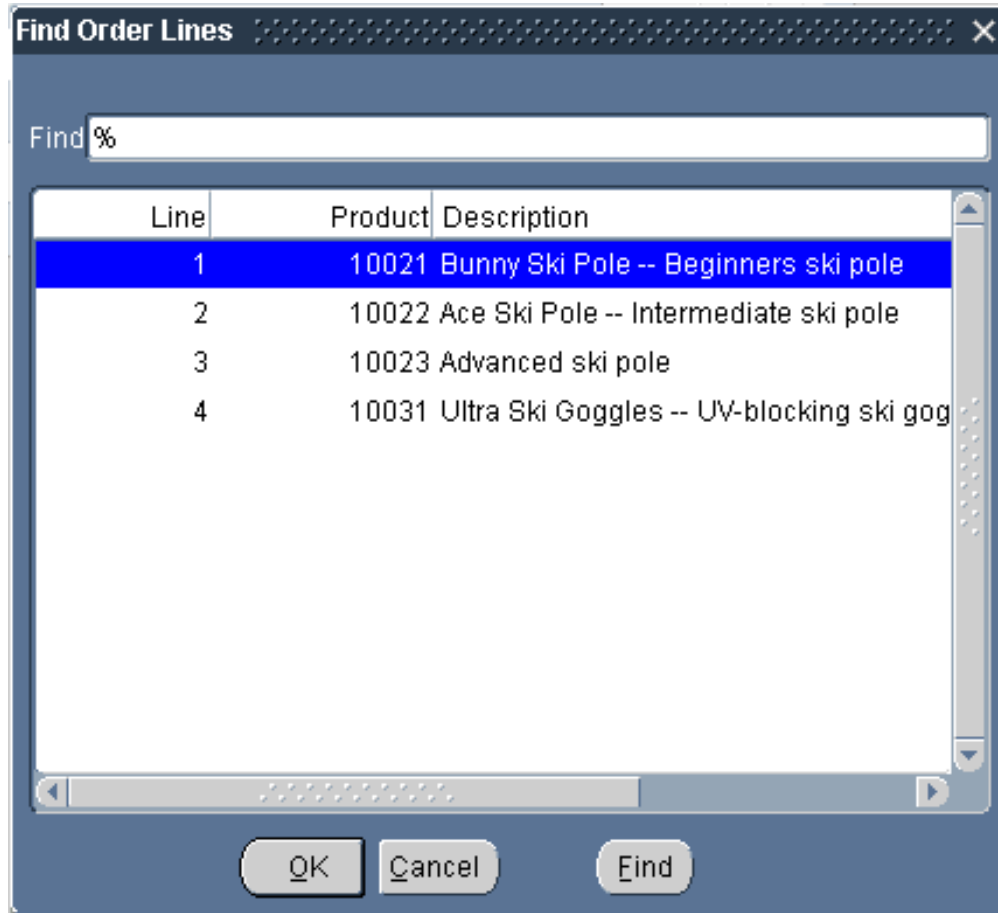 Find Order Lines
Find %
Line Product Description
1 10021 Bunny Ski Pole -- Beginners ski pole
2 10022 Ace Ski Pole -- Intermediate ski pole
3 10023 Advanced ski pole
4 10031 Ultra Ski Goggles -- UV-blocking ski gog
OK Cancel Find